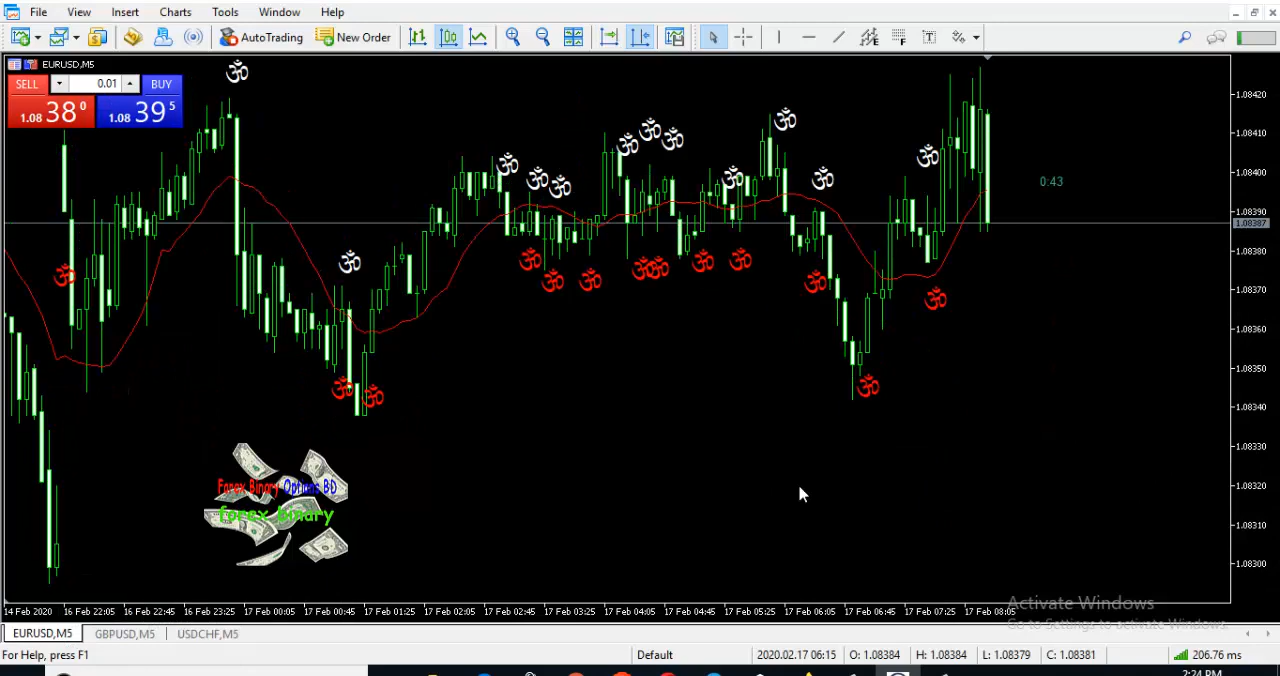 File View Insert Charts Tools Window Help
AutoTrading New Order
EURUSD,M5
SELL 0.01 BUY
1.08 38 0 1.08 39 5
ॐ
ॐ ॐ ॐ ॐ ॐ ॐ ॐ ॐ ॐ ॐ ॐ
ॐ
ॐ ॐ ॐ ॐ ॐ ॐ ॐ ॐ ॐ ॐ
ॐ ॐ ॐ
0:43
1.08420
1.08410
1.08400
1.08390
1.08387
1.08380
1.08370
1.08360
1.08350
1.08340
1.08330
1.08320
1.08310
1.08300
Forex Binary Options BD
forex binary
14 Feb 2020 16 Feb 22:05 16 Feb 22:45 16 Feb 23:25 17 Feb 00:05 17 Feb 00:45 17 Feb 01:25 17 Feb 02:05 17 Feb 02:45 17 Feb 03:25 17 Feb 04:05 17 Feb 04:45 17 Feb 05:25 17 Feb 06:05 17 Feb 06:45 17 Feb 07:25 17 Feb 08:05
Activate Windows
Go to Settings to activate Windows.
EURUSD,M5 GBPUSD,M5 USDCHF,M5
For Help, press F1 Default 2020.02.17 06:15 O: 1.08384 H: 1.08384 L: 1.08379 C: 1.08381 206.76 ms
2:24 PM